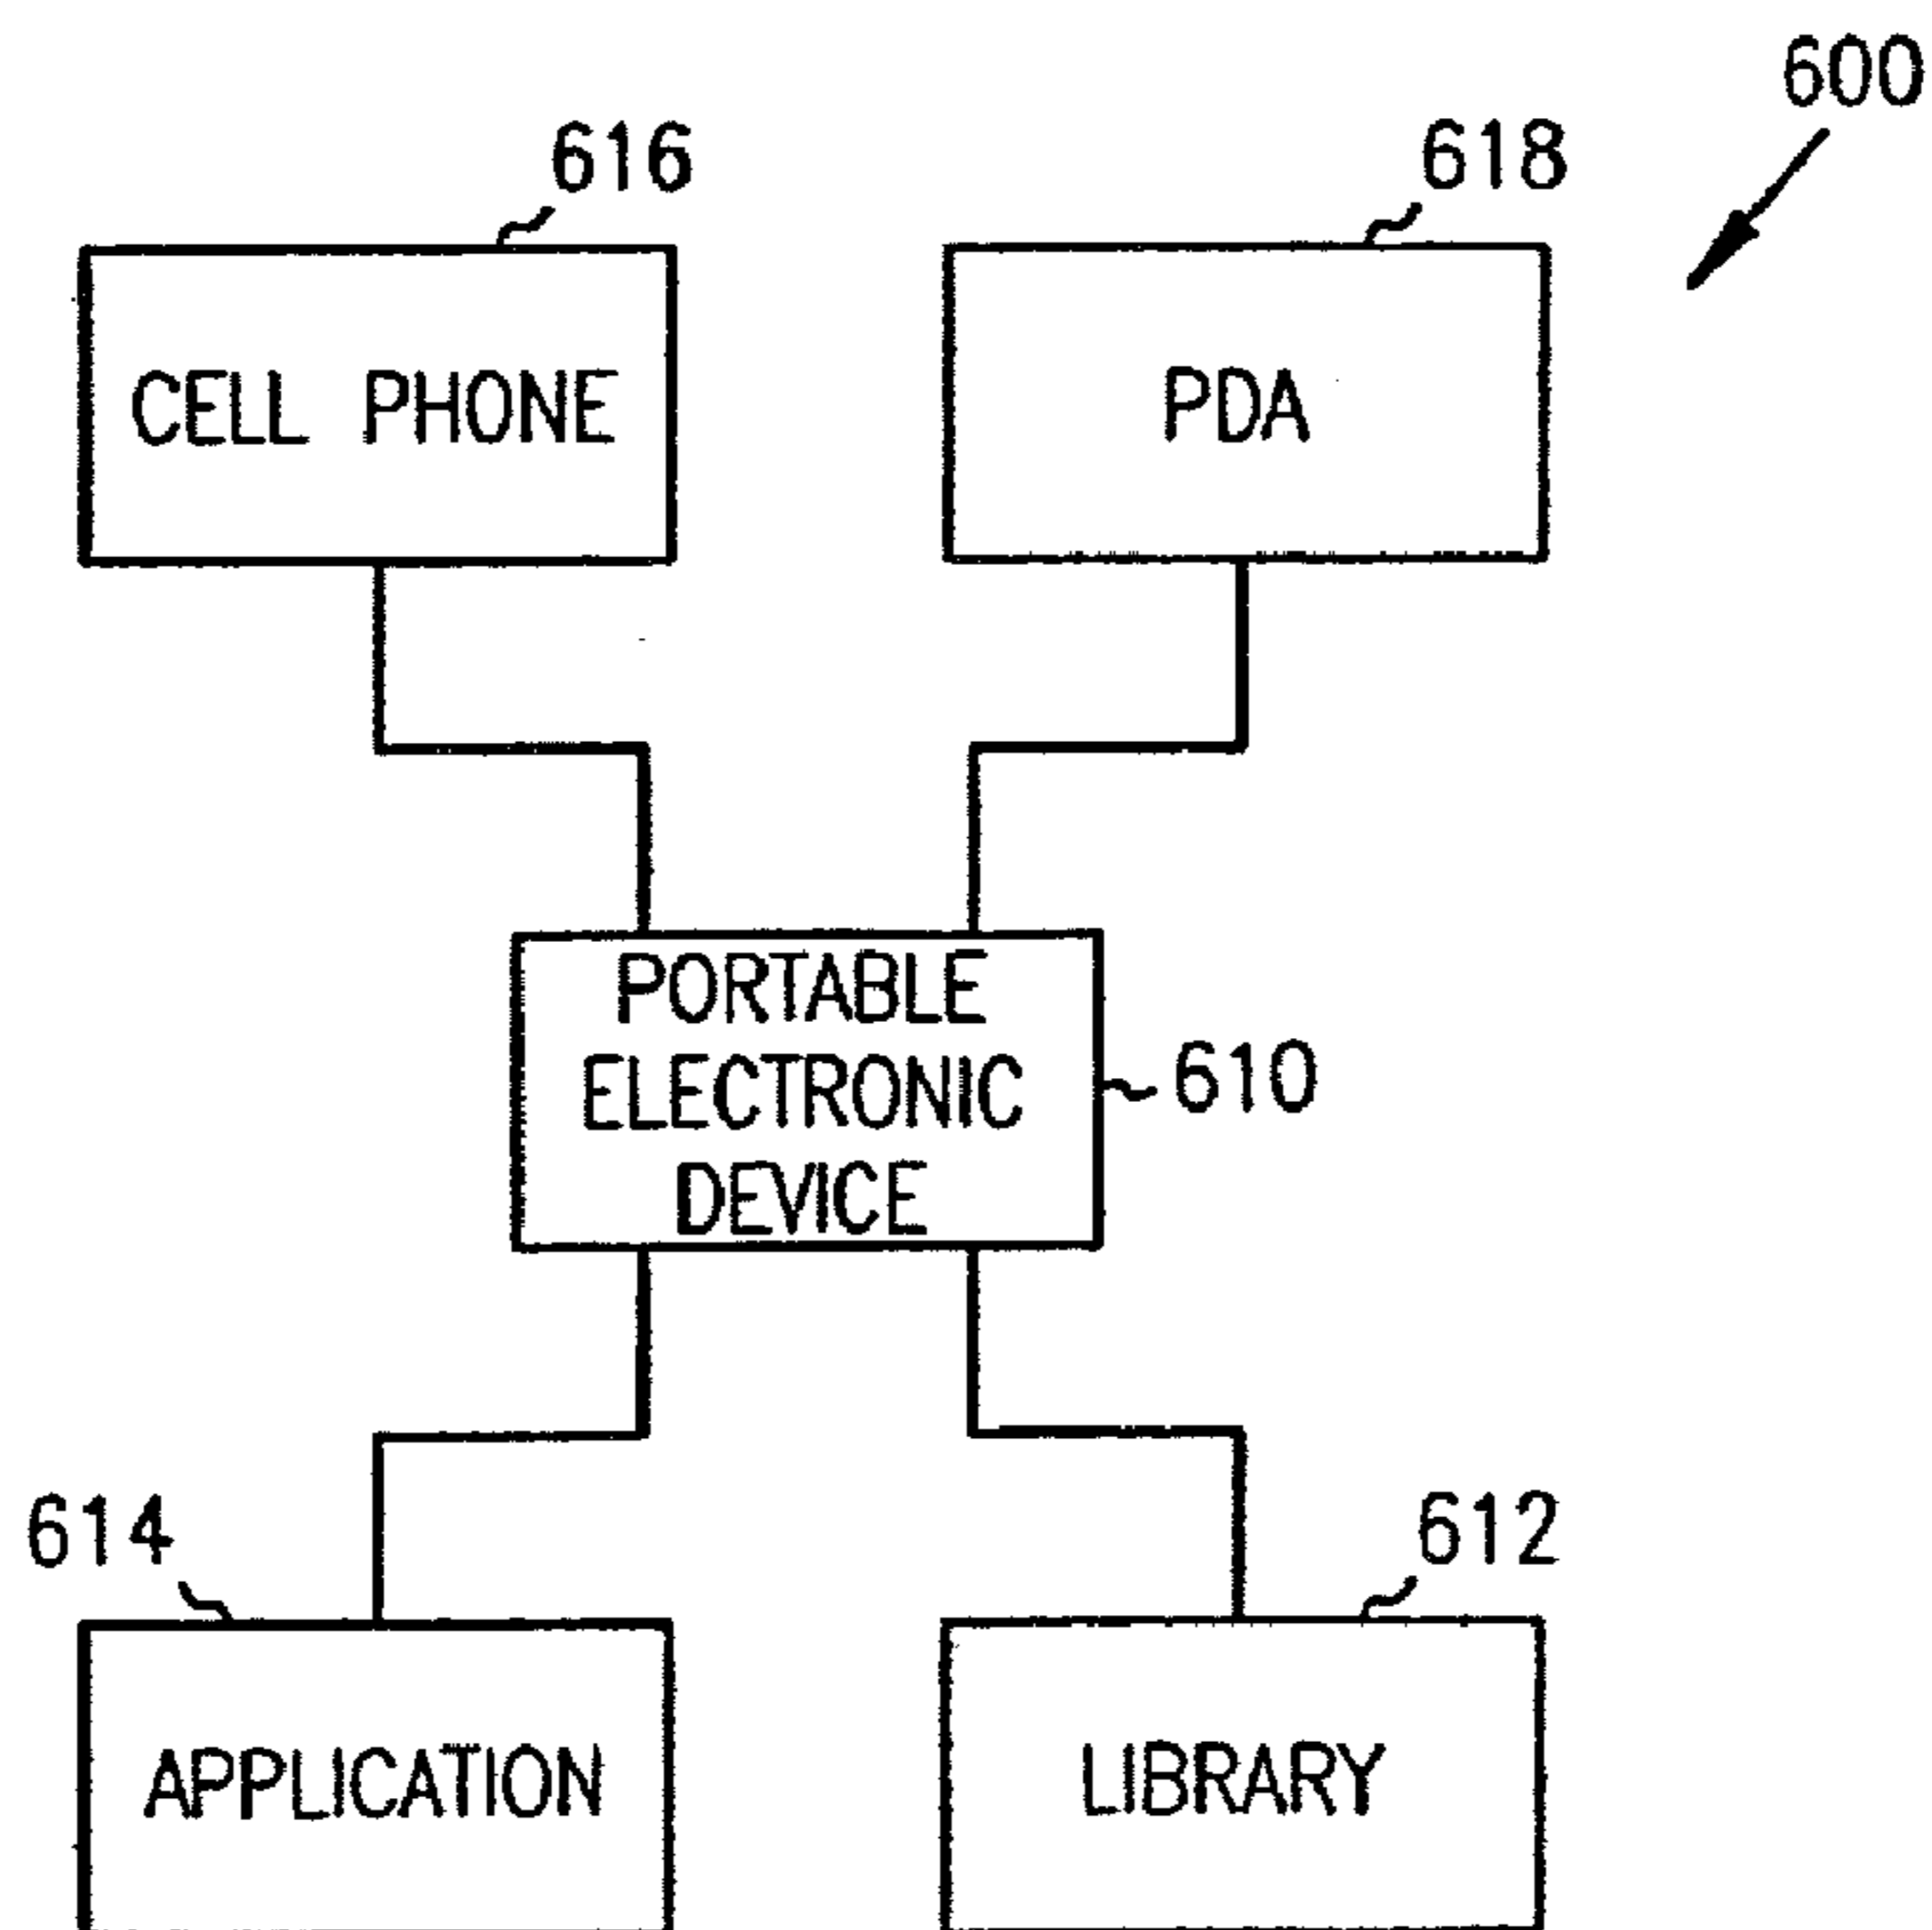 600
616
618
CELL PHONE
PDA
PORTABLE
ELECTRONIC
DEVICE
610
614
612
APPLICATION
LIBRARY